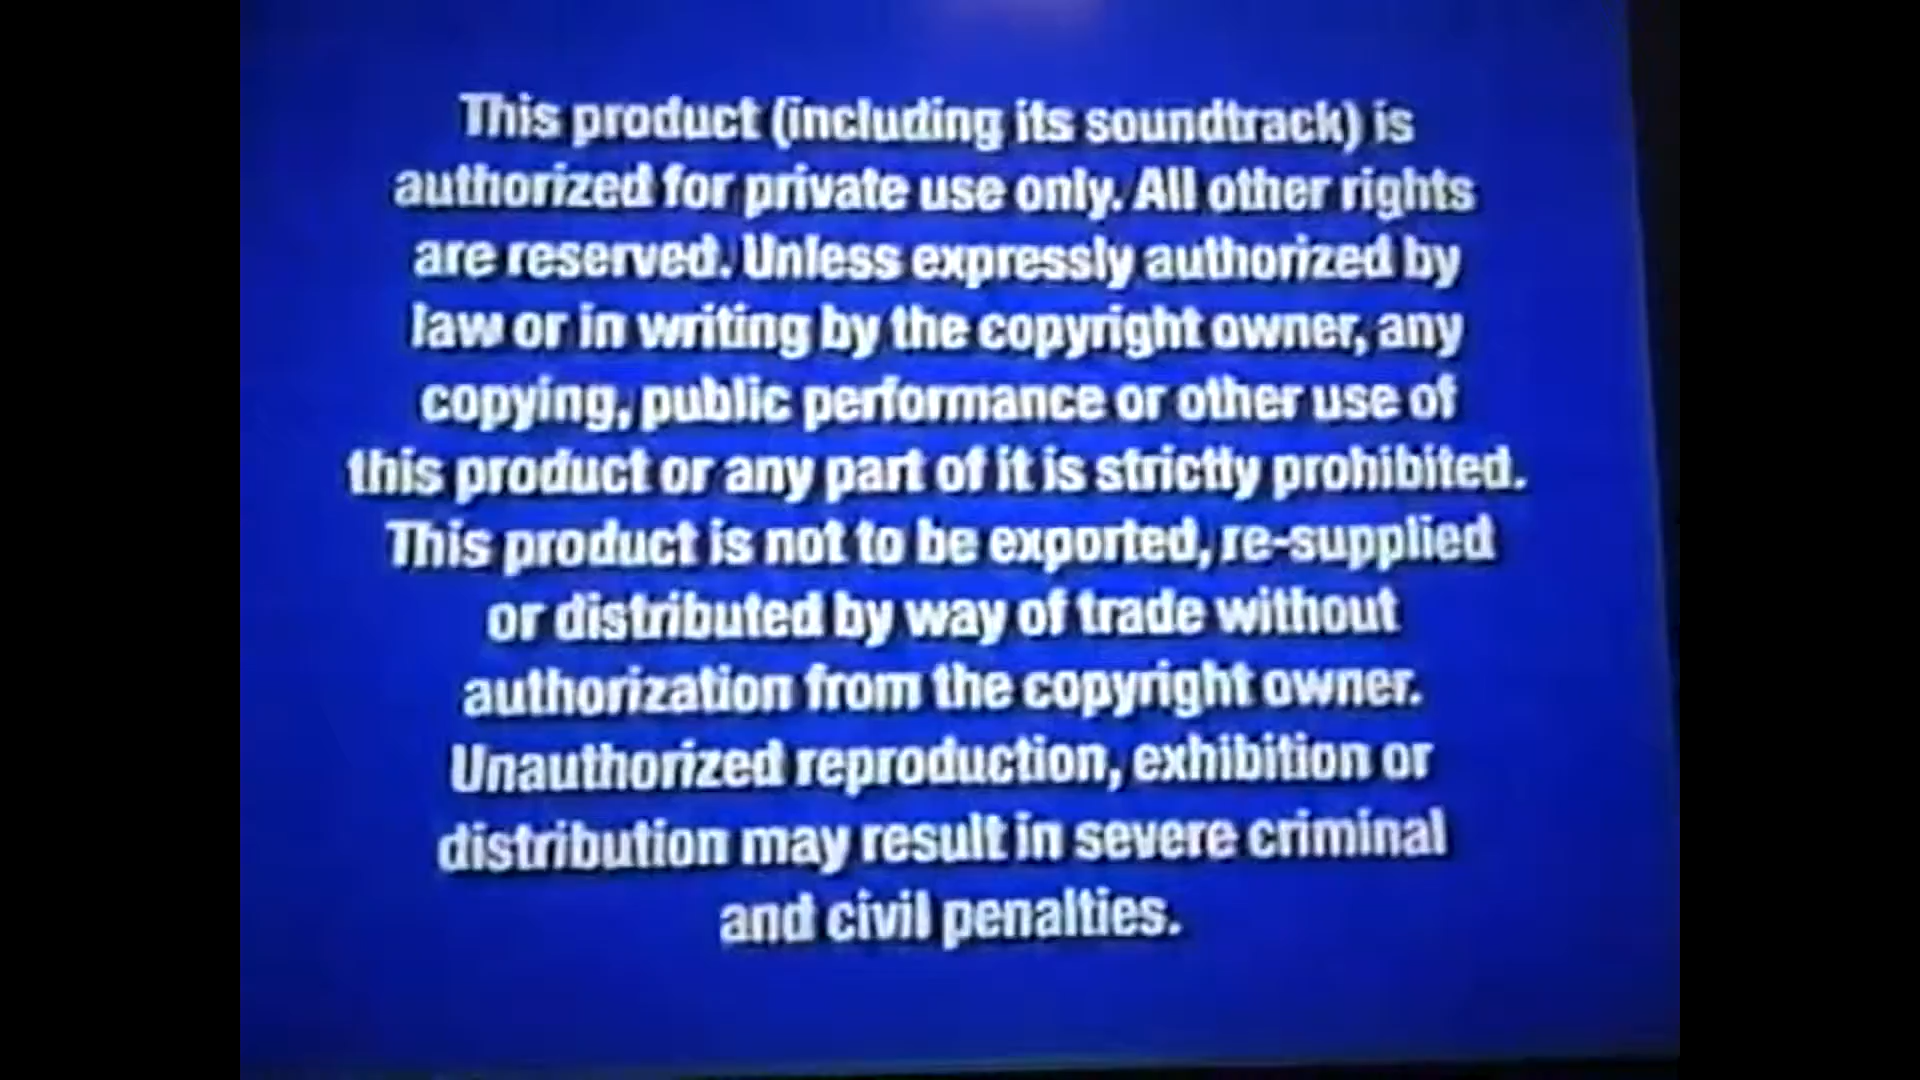 This product (including its soundtrack) is
authorized for private use only. All other rights
are reserved. Unless expressly authorized by
law or in writing by the copyright owner, any
copying, public performance or other use of
this product or any part of it is strictly prohibited.
This product is not to be exported, re-supplied
or distributed by way of trade without
authorization from the copyright owner.
Unauthorized reproduction, exhibition or
distribution may result in severe criminal
and civil penalties.